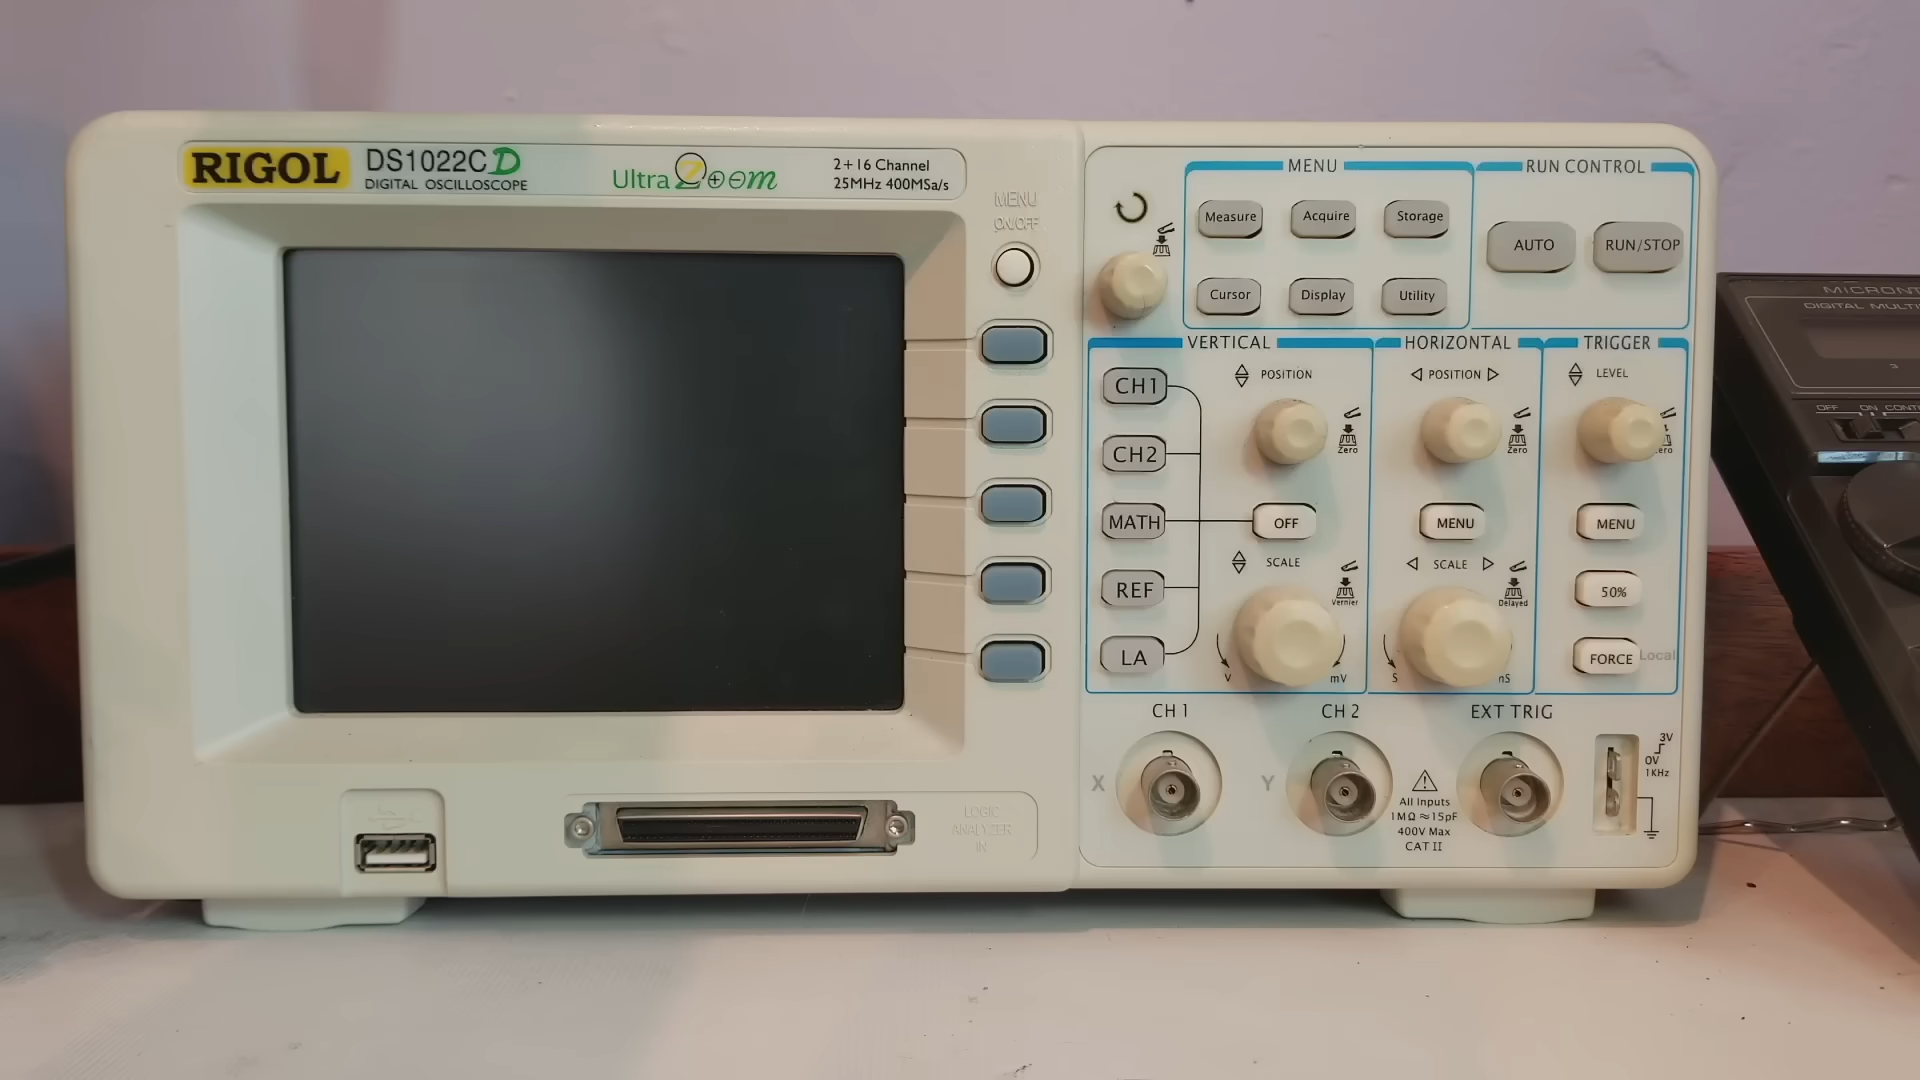 RIGOL
DS1022CD
DIGITAL OSCILLOSCOPE
UltraZoom
2+16 Channel
25MHz 400MSa/s
MENU
ON/OFF
MENU
Measure
Acquire
Storage
Cursor
Display
Utility
RUN CONTROL
AUTO
RUN/STOP
VERTICAL
CH1
CH2
MATH
REF
LA
POSITION
Zero
OFF
SCALE
Vernier
V
mV
HORIZONTAL
POSITION
Zero
MENU
SCALE
Delayed
S
nS
TRIGGER
LEVEL
MENU
50%
FORCE
Local
CH 1
CH 2
EXT TRIG
X
Y
All Inputs
1MΩ≈15pF
400V Max
CAT II
3V
0V
1KHz
LOGIC
ANALYZER
IN
OFF
ON